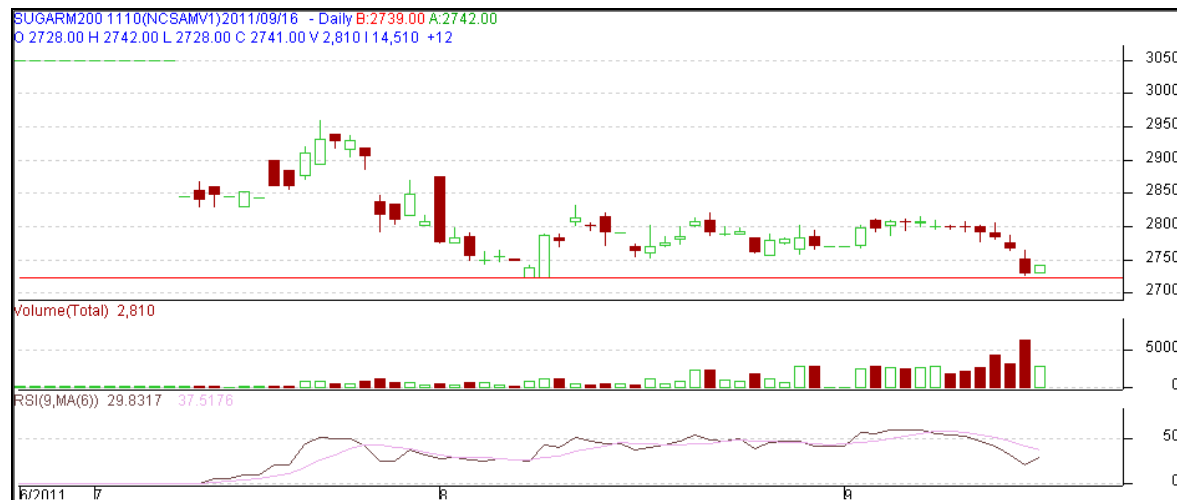 SUGARM200 1110(NCSAMV1)2011/09/16 - Daily B:2739.00 A:2742.00
O 2728.00 H 2742.00 L 2728.00 C 2741.00 V 2,810 I 14,510 +12
3050
3000
2950
2900
2850
2800
2750
2700
Volume(Total) 2,810
5000
0
RSI(9,MA(6)) 29.8317 37.5176
50
0
6/2011 7 8 9